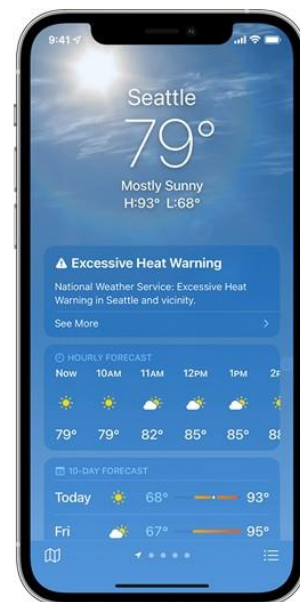 9:41
Seattle
79°
Mostly Sunny
H:93° L:68°
Excessive Heat Warning
National Weather Service: Excessive Heat
Warning in Seattle and vicinity.
See More
HOURLY FORECAST
Now 10AM 11AM 12PM 1PM
79° 79° 82° 85° 85°
10-DAY FORECAST
Today 68° 93°
Fri 67° 95°